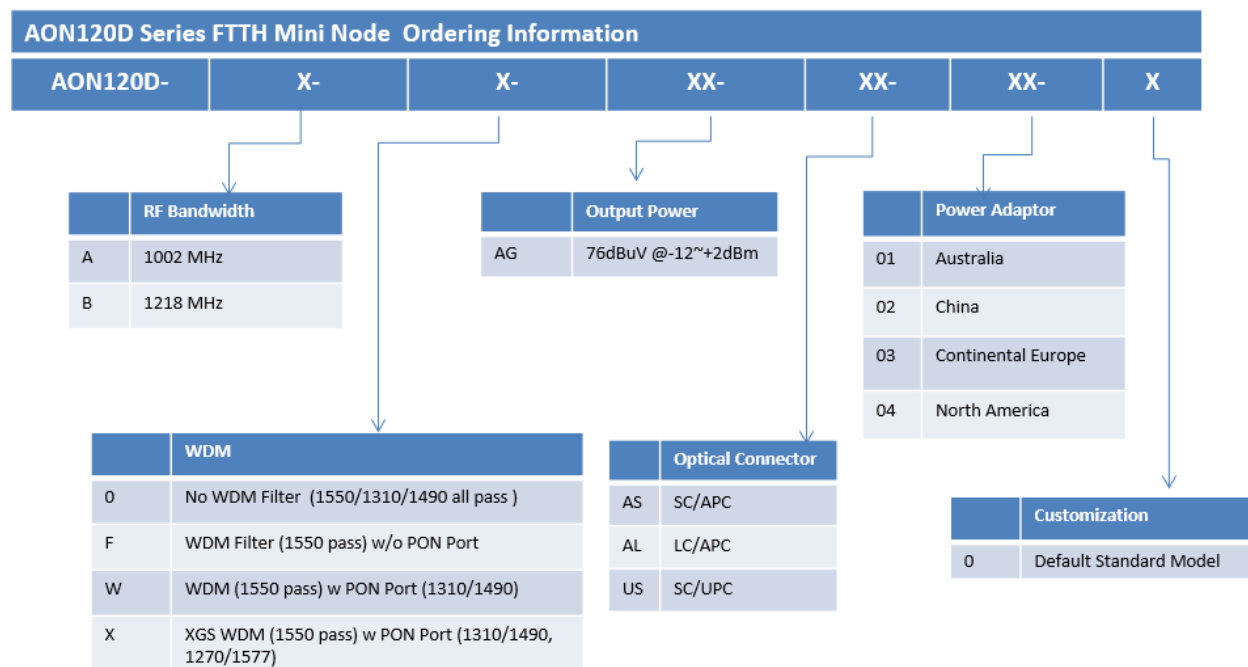 AON120D Series FTTH Mini Node  Ordering Information
AON120D- X- X- XX- XX- XX- X
RF Bandwidth
A 1002 MHz
B 1218 MHz
Output Power
AG 76dBuV @-12~+2dBm
Power Adaptor
01 Australia
02 China
03 Continental Europe
04 North America
WDM
0 No WDM Filter  (1550/1310/1490 all pass )
F WDM Filter (1550 pass) w/o PON Port
W WDM (1550 pass) w PON Port (1310/1490)
X XGS WDM (1550 pass) w PON Port (1310/1490,
1270/1577)
Optical Connector
AS SC/APC
AL LC/APC
US SC/UPC
Customization
0 Default Standard Model